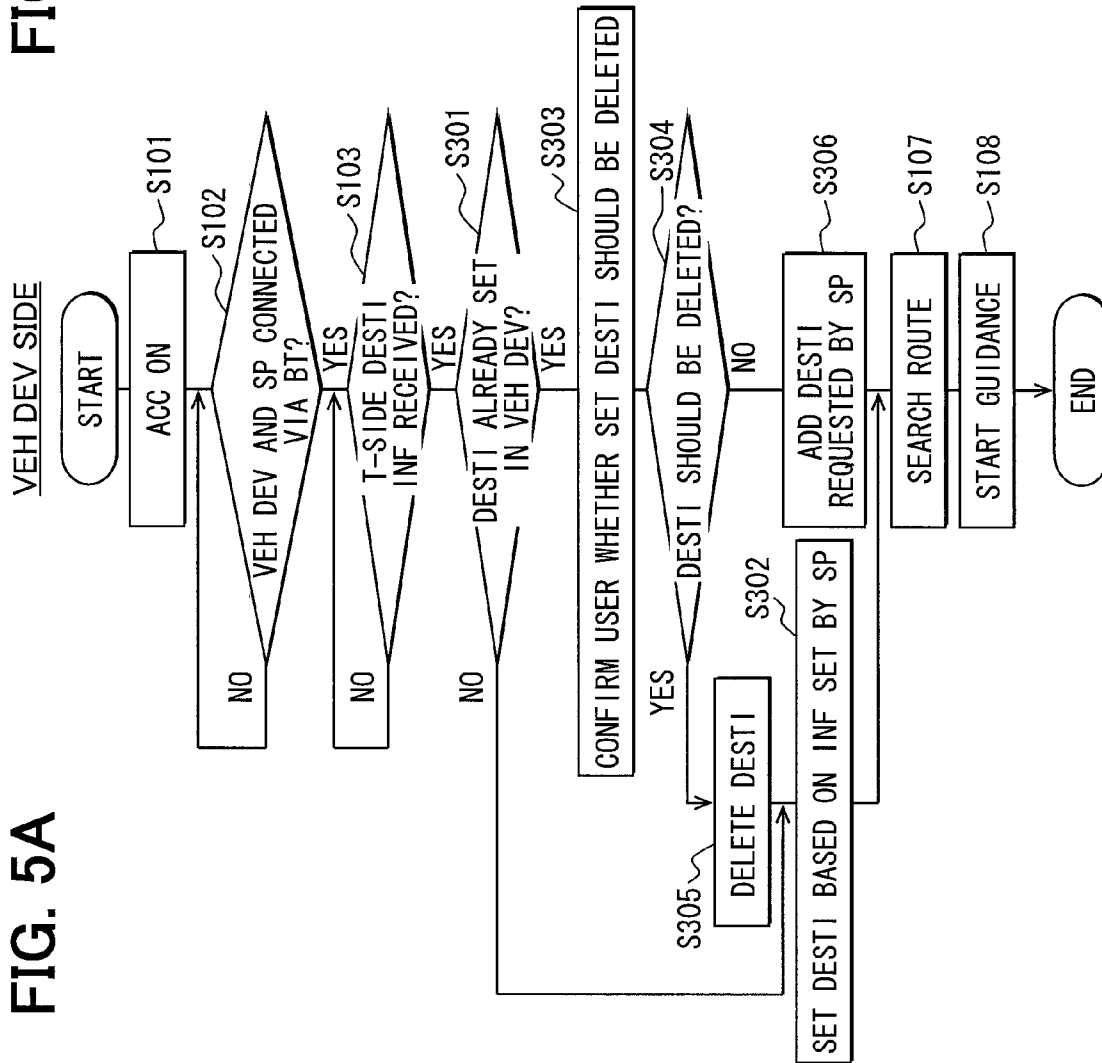 FIG. 5A
FIG
VEH DEV SIDE
START
ACC ON
S101
VEH DEV AND SP CONNECTED
VIA BT?
S102
NO
YES
T-SIDE DESTI
INF RECEIVED?
S103
NO
YES
DESTI ALREADY SET
IN VEH DEV?
S301
NO
YES
CONFIRM USER WHETHER SET DESTI SHOULD BE DELETED
S303
DESTI SHOULD BE DELETED?
S304
YES
NO
S305
DELETE DESTI
S302
SET DESTI BASED ON INF SET BY SP
ADD DESTI
REQUESTED BY SP
S306
SEARCH ROUTE
S107
START GUIDANCE
S108
END